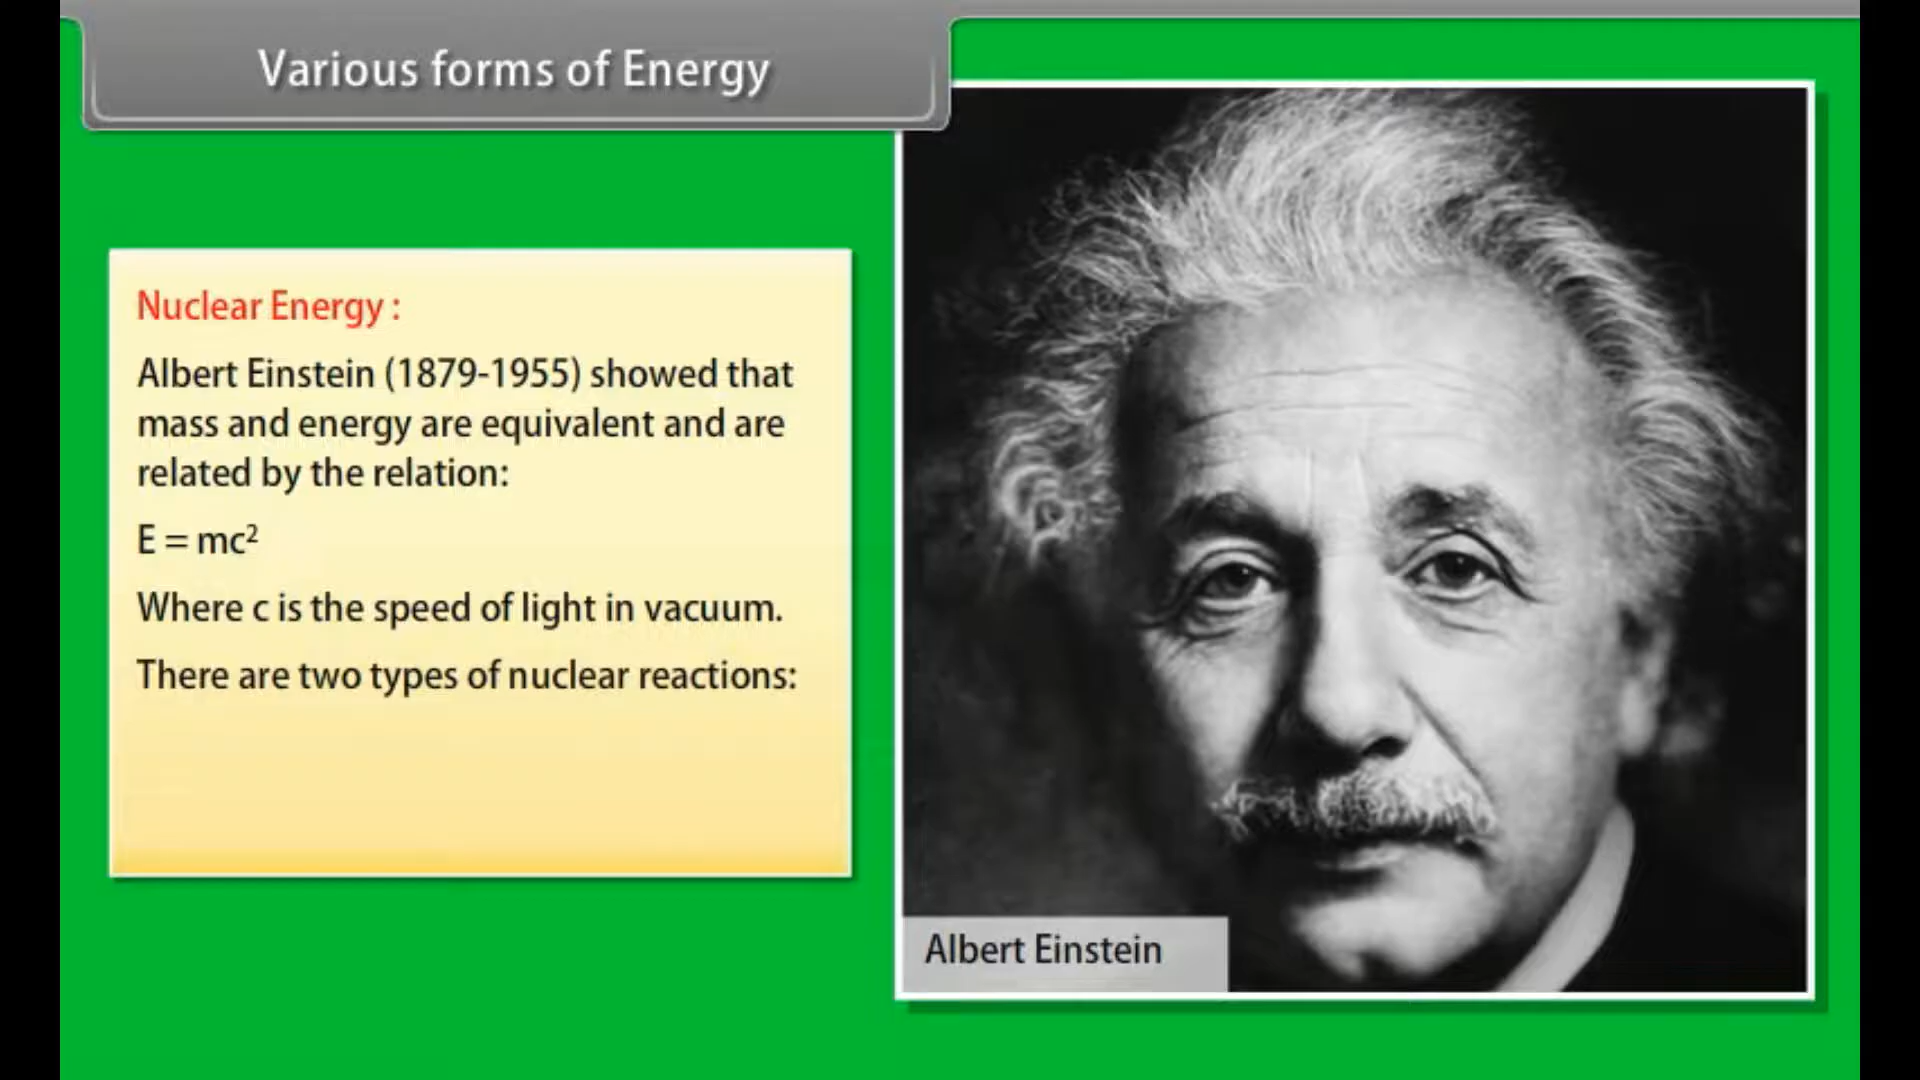 Various forms of Energy
Nuclear Energy :
Albert Einstein (1879-1955) showed that
mass and energy are equivalent and are
related by the relation:
E = mc²
Where c is the speed of light in vacuum.
There are two types of nuclear reactions:
Albert Einstein